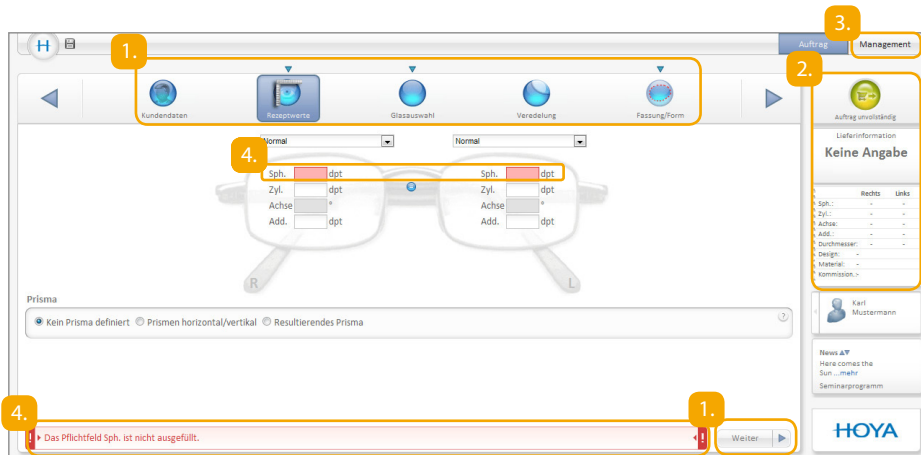 3.
H
Auftrag
Management
1.
2.
Kundendaten
Rezeptwerte
Glasauswahl
Veredelung
Fassung/Form
Auftrag unvollständig
Lieferinformation
Keine Angabe
Normal
Normal
4.
Sph. dpt
Sph. dpt
Zyl. dpt
Zyl. dpt
Achse °
Achse °
Add. dpt
Add. dpt
R
L
Rechts Links
Sph.: - -
Zyl.: - -
Achse: - -
Add.: - -
Durchmesser: - -
Design: -
Material: -
Kommission.:-
Prisma
Kein Prisma definiert Prismen horizontal/vertikal Resultierendes Prisma
?
Karl
Mustermann
News
Here comes the
Sun ...mehr
Seminarprogramm
4.
! Das Pflichtfeld Sph. ist nicht ausgefüllt. !
1.
Weiter
HOYA